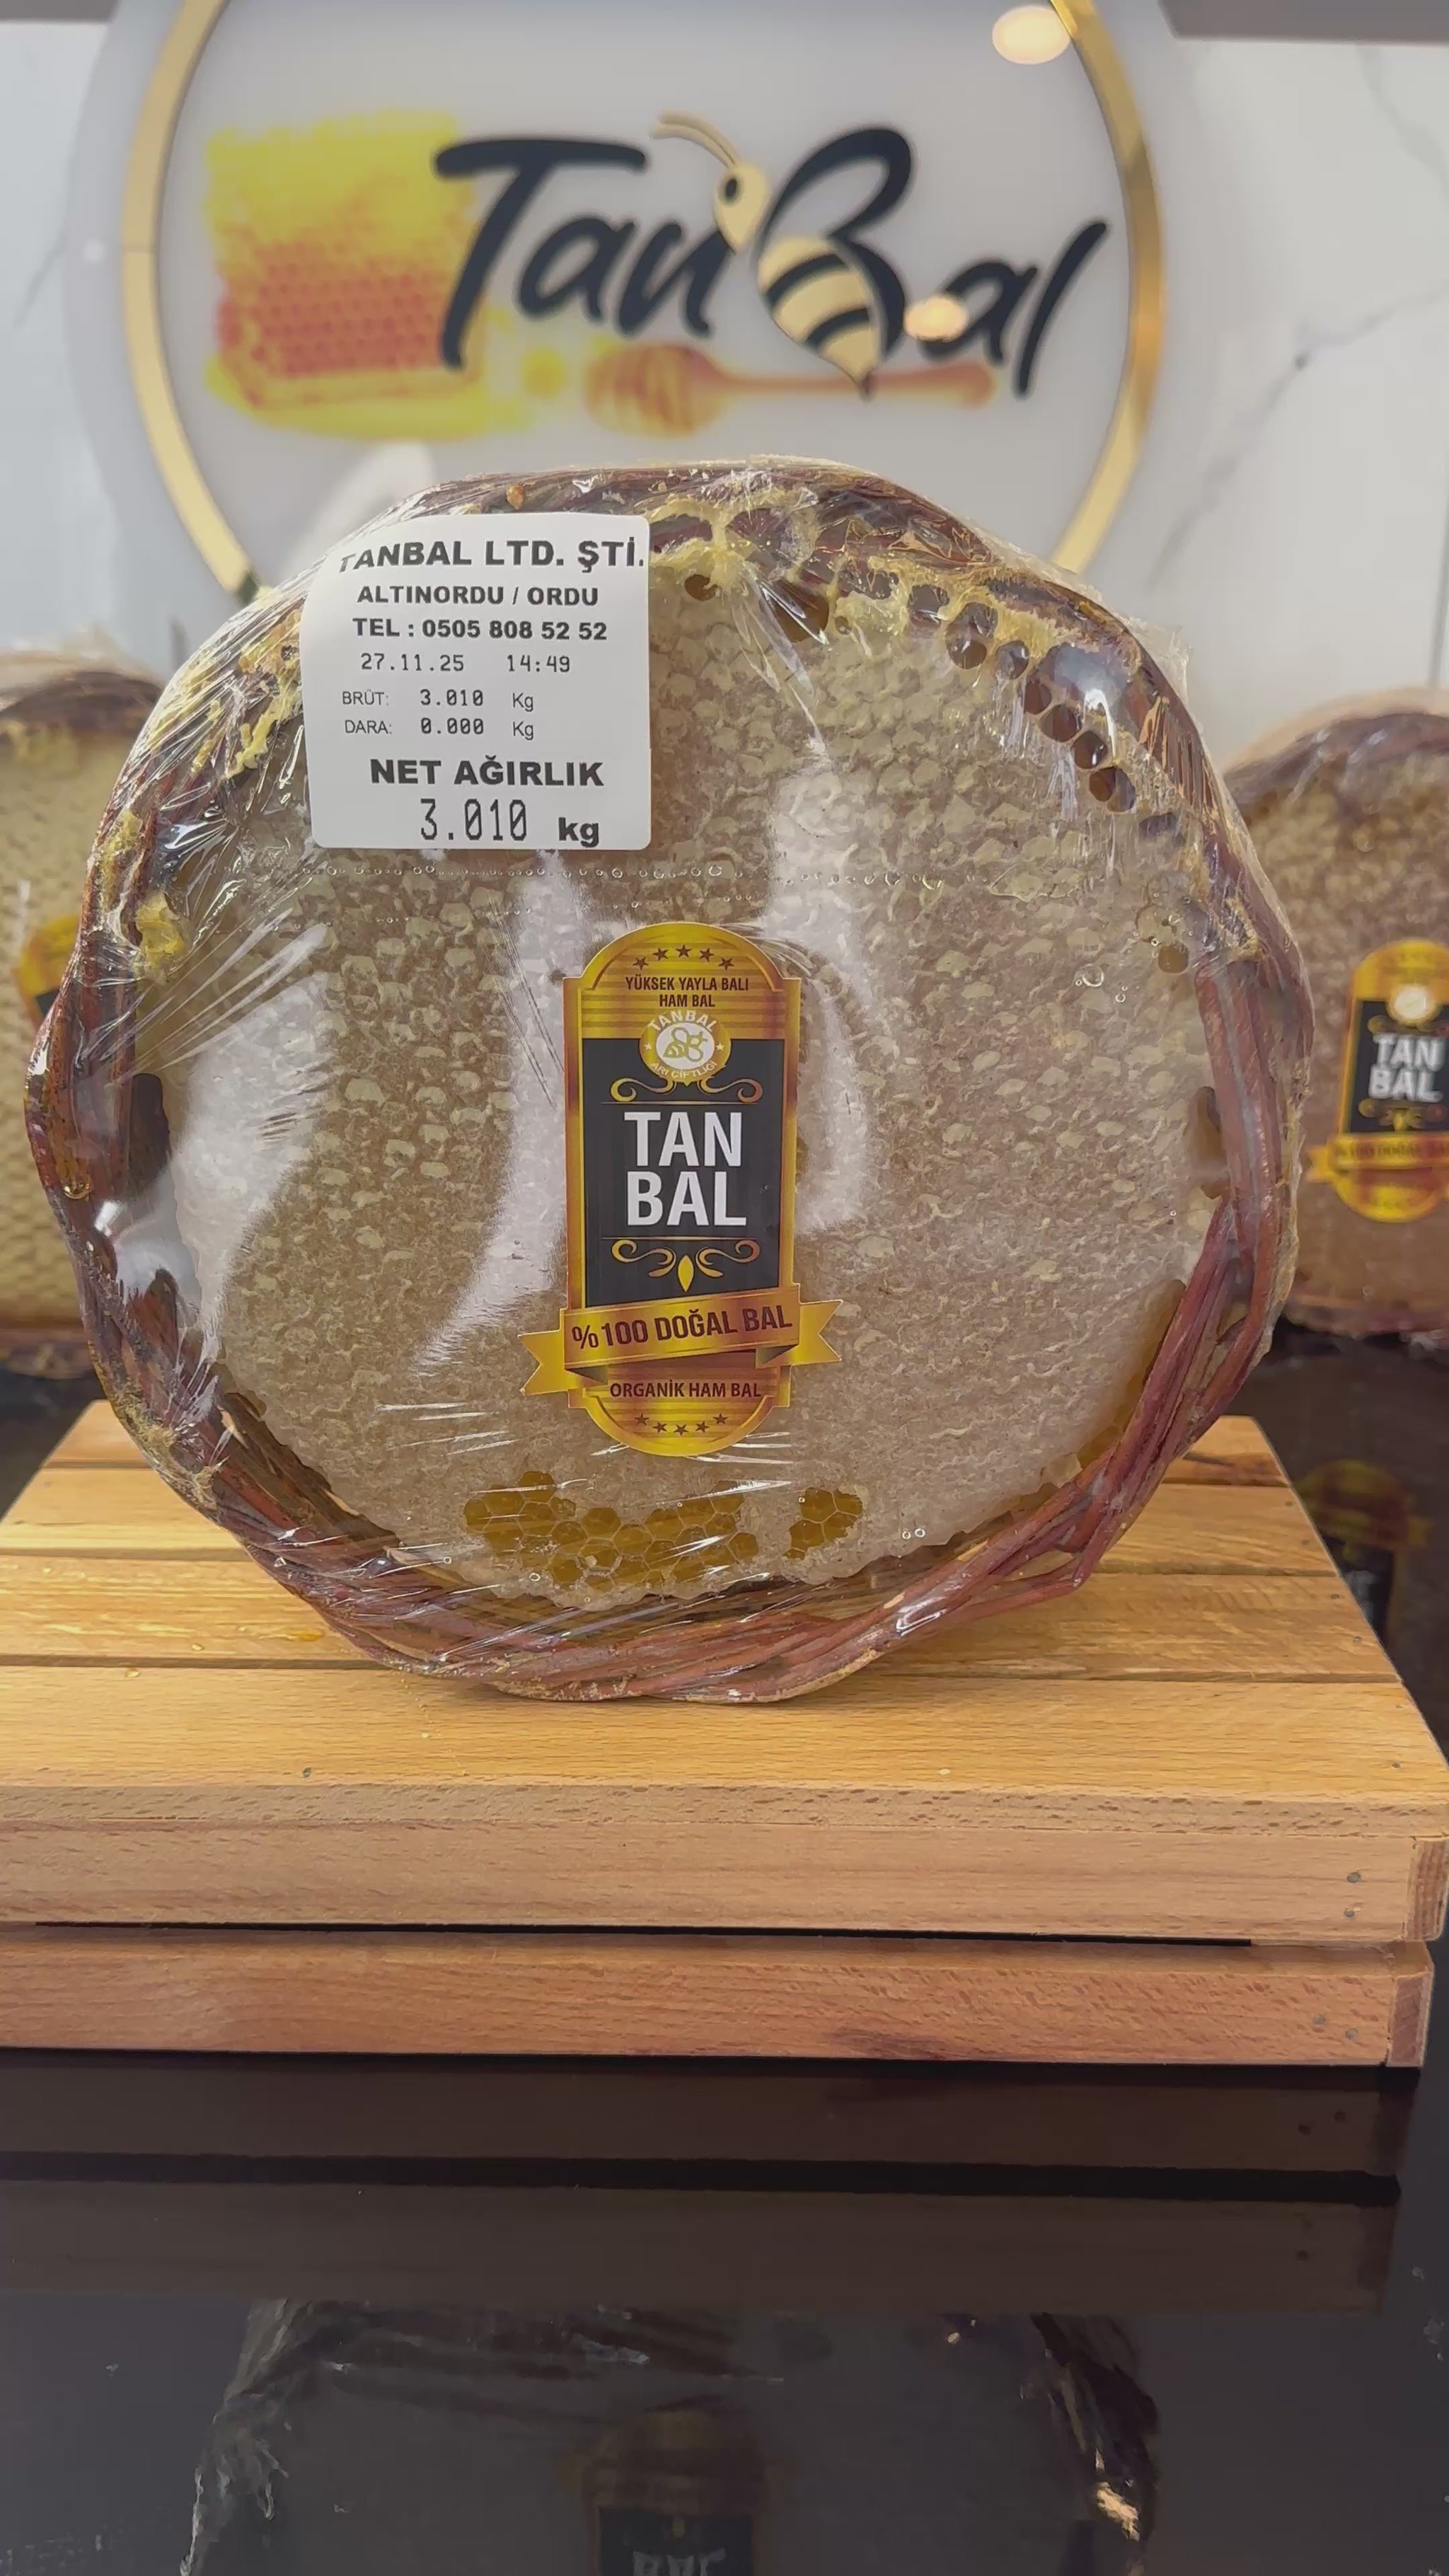 TanBal
TANBAL LTD. ŞTİ.
ALTINORDU / ORDU
TEL : 0505 808 52 52
27.11.25 14:49
BRÜT: 3.010 Kg
DARA: 0.000 Kg
NET AĞIRLIK
3.010 kg
YÜKSEK YAYLA BALI
HAM BAL
TANBAL
ARI ÇİFTLİĞİ
TAN
BAL
%100 DOĞAL BAL
ORGANİK HAM BAL
TAN
BAL